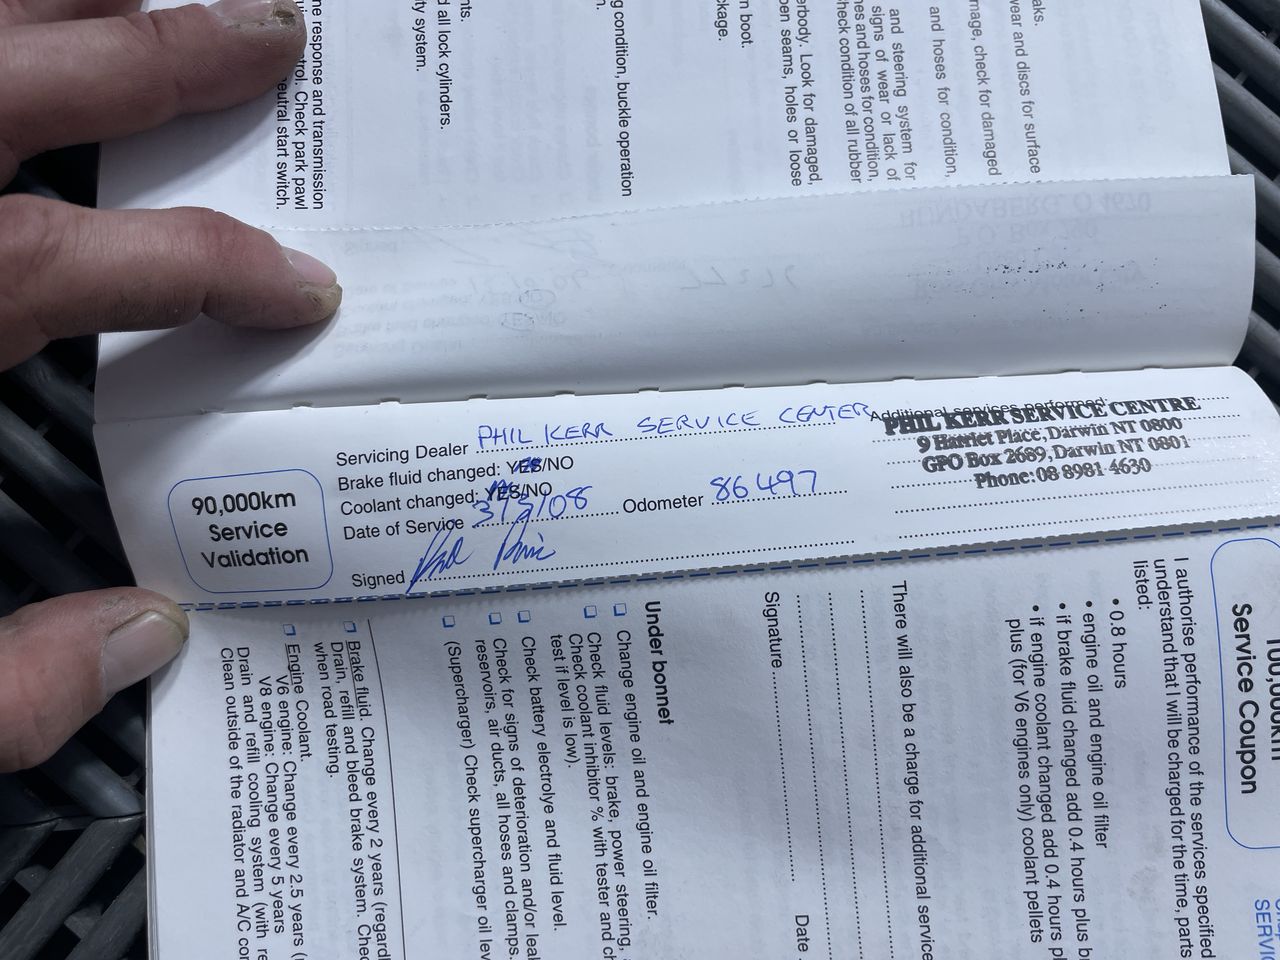 ne response and transmission
trol. Check park pawl
eutral start switch.
nts.
d all lock cylinders.
ty system.
g condition, buckle operation
n.
n boot.
ckage.
erbody. Look for damaged,
pen seams, holes or loose
and steering system for
signs of wear or lack of
nes and hoses for condition,
heck condition of all rubber
and hoses for condition,
mage, check for damaged
aks.
wear and discs for surface
90,000km
Service
Validation
Servicing Dealer PHIL KERR SERVICE CENTER
Brake fluid changed: YES/NO
Coolant changed: YES/NO
Date of Service 08 Odometer 86497
Signed
Additional services performed:
PHIL KERR SERVICE CENTRE
9 Harriet Place, Darwin NT 0800
GPO Box 2689, Darwin NT 0801
Phone: 08 8981 4630
100,000km
Service Coupon
I authorise performance of the services specified
understand that I will be charged for the time, parts
listed:
• 0.8 hours
• engine oil and engine oil filter
• if brake fluid changed add 0.4 hours plus b
• if engine coolant changed add 0.4 hours pl
plus (for V6 engines only) coolant pellets
There will also be a charge for additional service
Signature Date
Under bonnet
Change engine oil and engine oil filter.
Check fluid levels: brake, power steering,
Check coolant inhibitor % with tester and ch
test if level is low).
Check battery electrolyte and fluid level.
Check for signs of deterioration and/or leal
reservoirs, air ducts, all hoses and clamps.
(Supercharger) Check supercharger oil lev
Brake fluid. Change every 2 years (regardl
Drain, refill and bleed brake system. Chec
when road testing.
Engine Coolant.
V6 engine: Change every 2.5 years (
V8 engine: Change every 5 years
Drain and refill cooling system (with re
Clean outside of the radiator and A/C cor